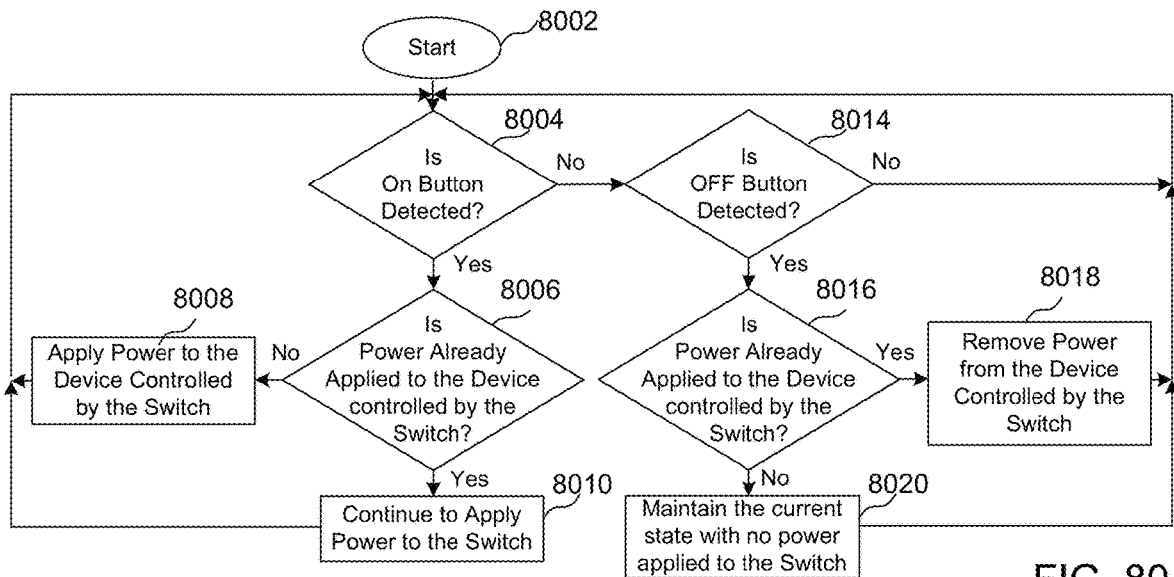 8002
Start
8004
8014
Is
On Button
Detected?
No
Is
OFF Button
Detected?
No
Yes
Yes
8008
8006
8016
8018
Apply Power to the
Device Controlled
by the Switch
No
Is
Power Already
Applied to the Device
controlled by the
Switch?
Is
Power Already
Applied to the Device
controlled by the
Switch?
Yes
Remove Power
from the Device
Controlled by the
Switch
Yes
8010
No
8020
Continue to Apply
Power to the Switch
Maintain the current
state with no power
applied to the Switch
FIG. 80